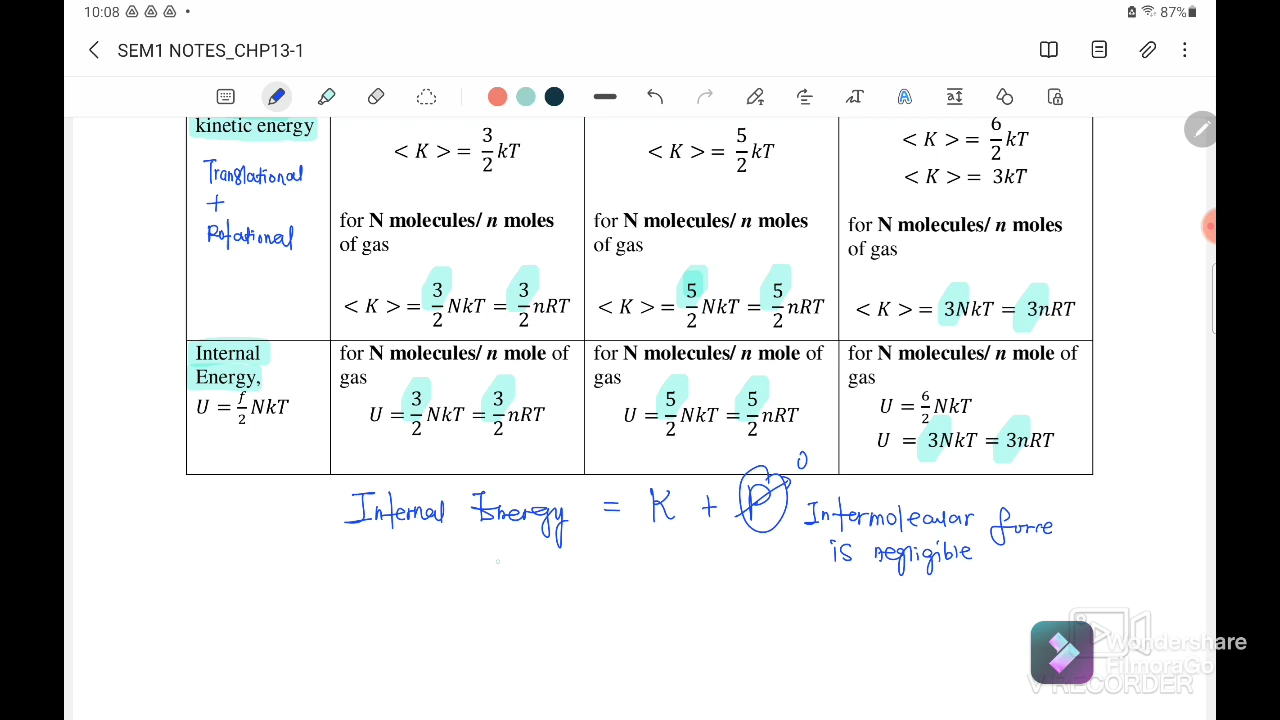 10:08
87%
SEM1 NOTES_CHP13-1
kinetic energy
Translational
+
Rotational
< K > = 3/2 kT
for N molecules/ n moles
of gas
< K > = 3/2 NkT = 3/2 nRT
< K > = 5/2 kT
for N molecules/ n moles
of gas
< K > = 5/2 NkT = 5/2 nRT
< K > = 6/2 kT
< K > = 3kT
for N molecules/ n moles
of gas
< K > = 3NkT = 3nRT
Internal
Energy,
U = f/2 NkT
for N molecules/ n mole of
gas
U = 3/2 NkT = 3/2 nRT
for N molecules/ n mole of
gas
U = 5/2 NkT = 5/2 nRT
for N molecules/ n mole of
gas
U = 6/2 NkT
U = 3NkT = 3nRT
Internal Energy = K + P 0
Intermolecular force
is negligible
Wondershare
FilmoraGo
V RECORDER